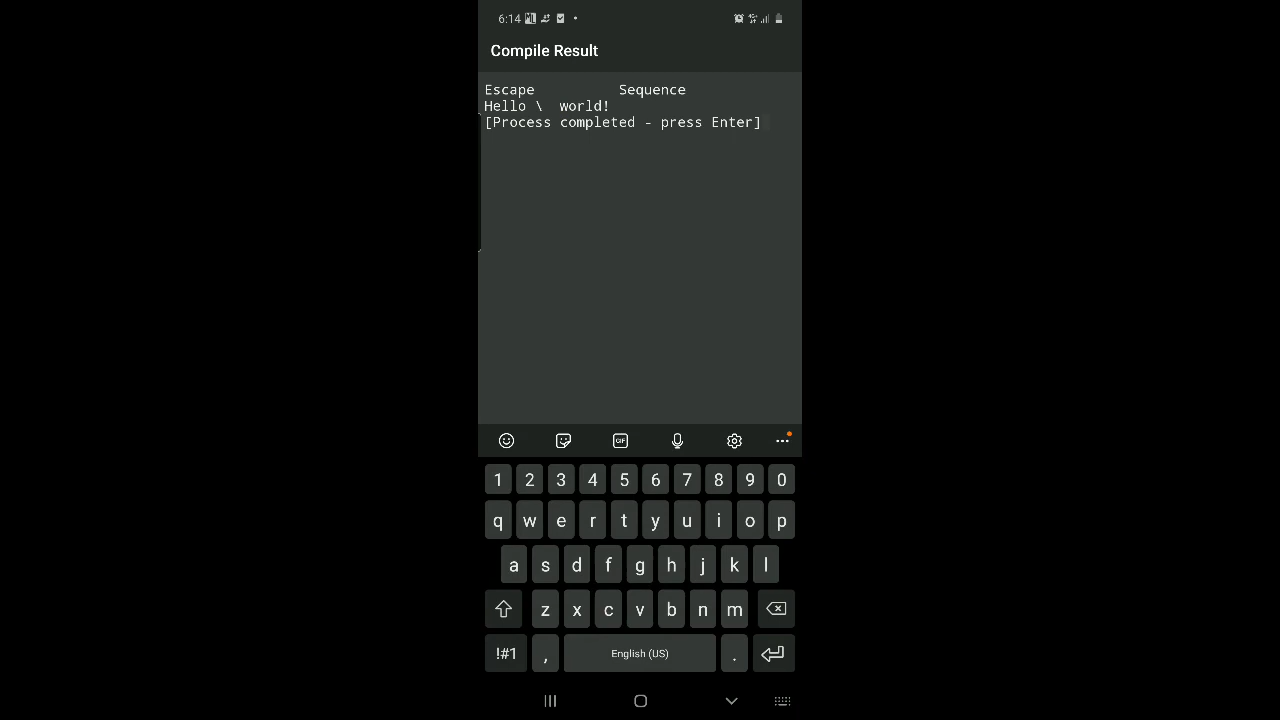 6:14
Compile Result
Escape          Sequence
Hello \  world!
[Process completed - press Enter]
GIF
1 2 3 4 5 6 7 8 9 0
q w e r t y u i o p
a s d f g h j k l
z x c v b n m
!#1 , English (US) .